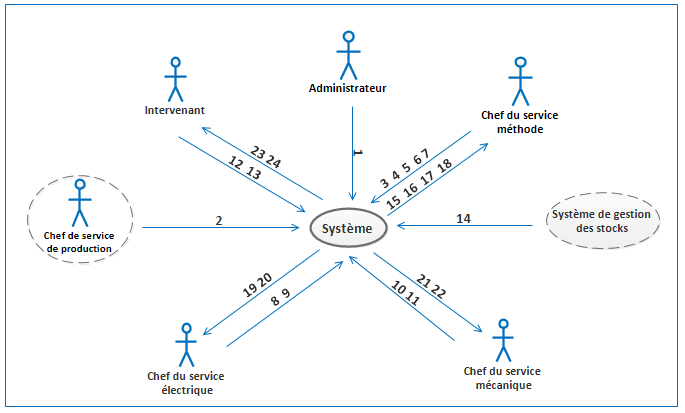 Administrateur
Intervenant
Chef du service
méthode
23 24
12 13
1
3 4 5 6 7
15 16 17 18
Chef de service
de production
2
Système
14
Système de gestion
des stocks
19 20
8 9
21 22
10 11
Chef du service
électrique
Chef du service
mécanique